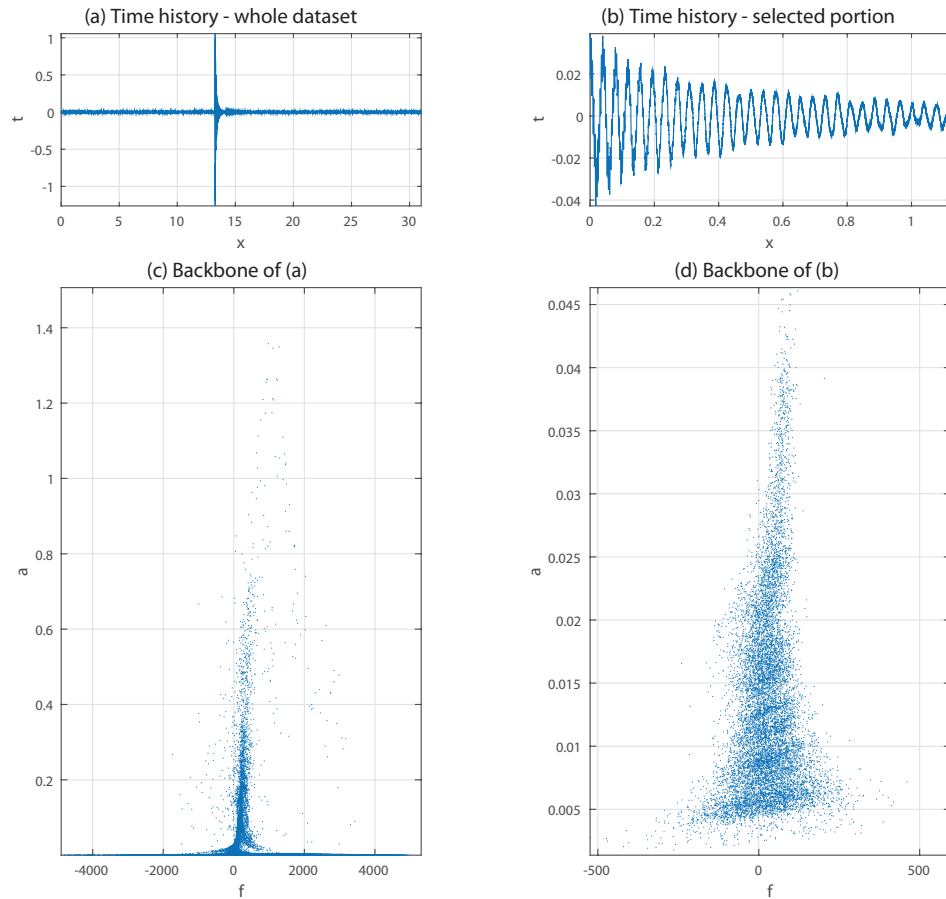 (a) Time history - whole dataset
1
0.5
0
-0.5
-1
t
0 5 10 15 20 25 30
x
(b) Time history - selected portion
0.02
0
-0.02
-0.04
t
0 0.2 0.4 0.6 0.8 1
x
(c) Backbone of (a)
1.4
1.2
1
0.8
0.6
0.4
0.2
a
-4000 -2000 0 2000 4000
f
(d) Backbone of (b)
0.045
0.04
0.035
0.03
0.025
0.02
0.015
0.01
0.005
a
-500 0 500
f